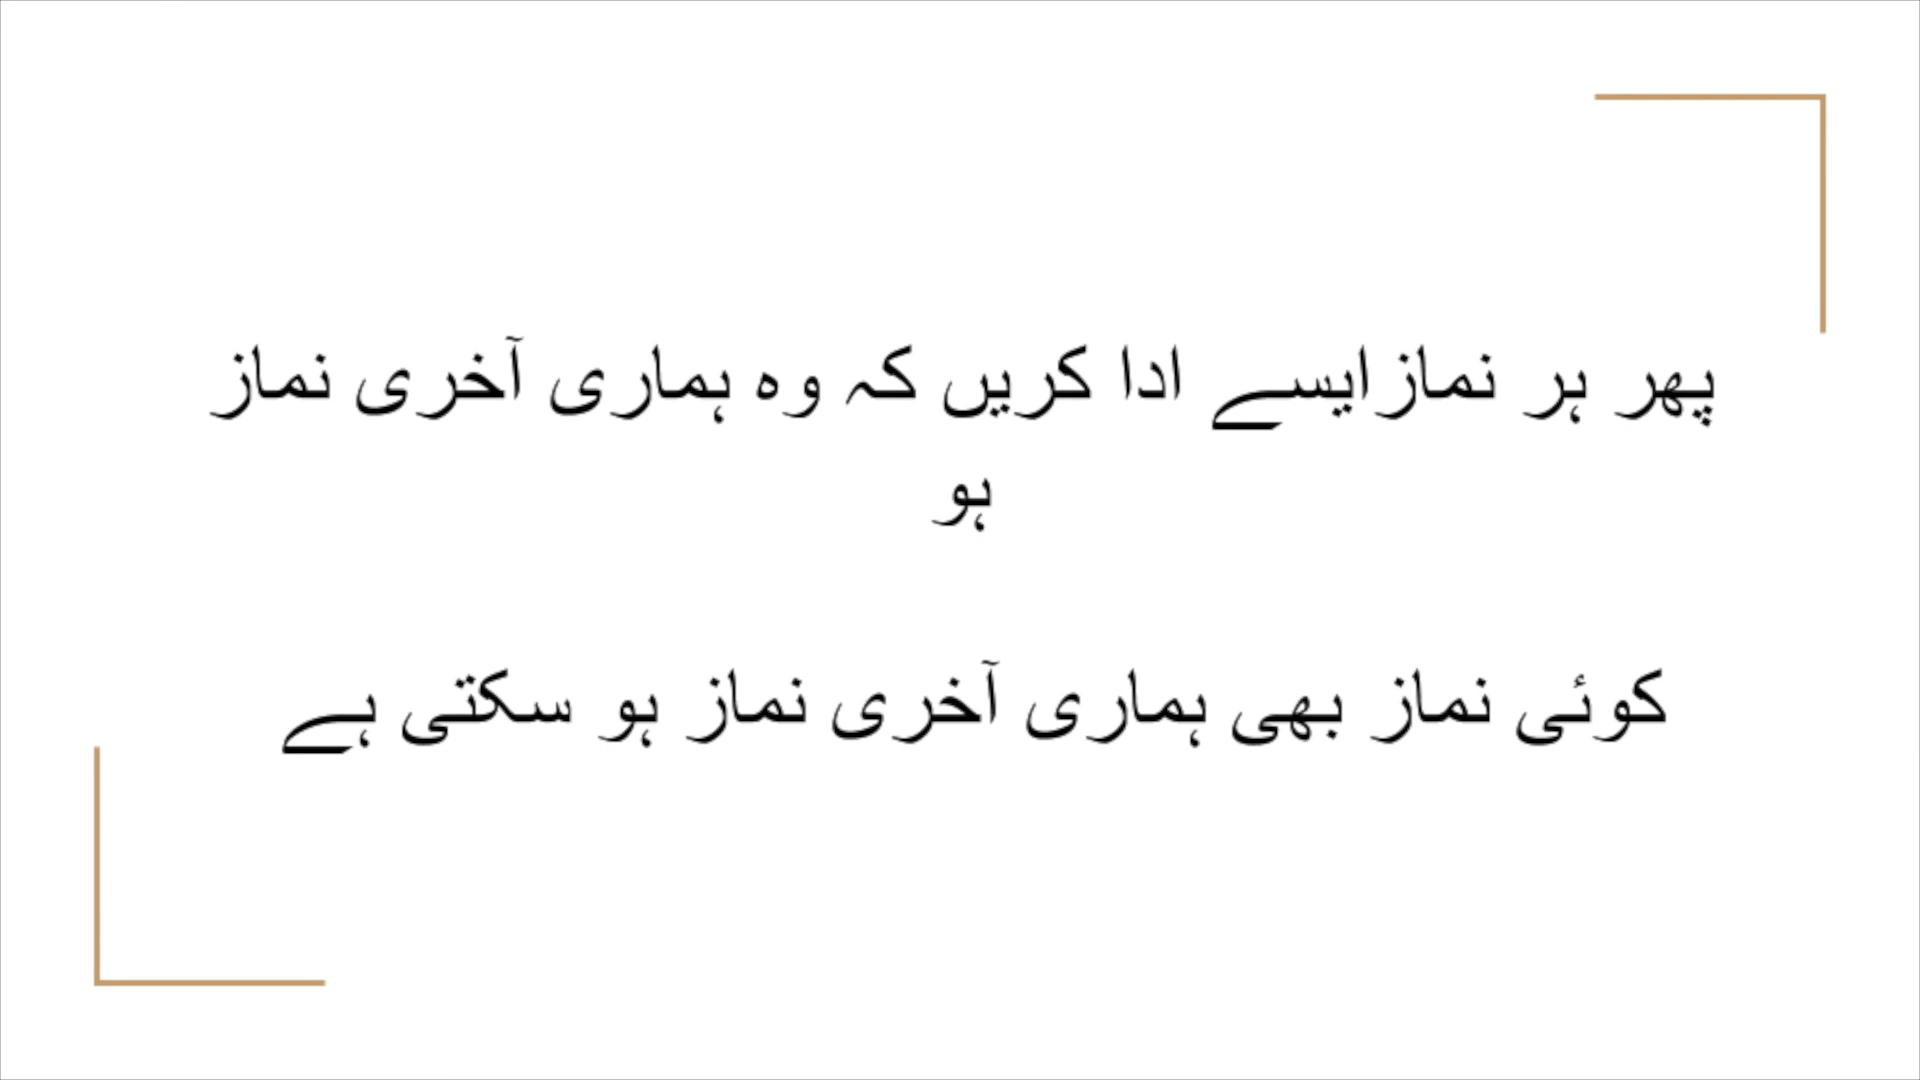 پھر ہر نمازایسے ادا کریں کہ وہ ہماری آخری نماز
ہو
کوئی نماز بھی ہماری آخری نماز ہو سکتی ہے